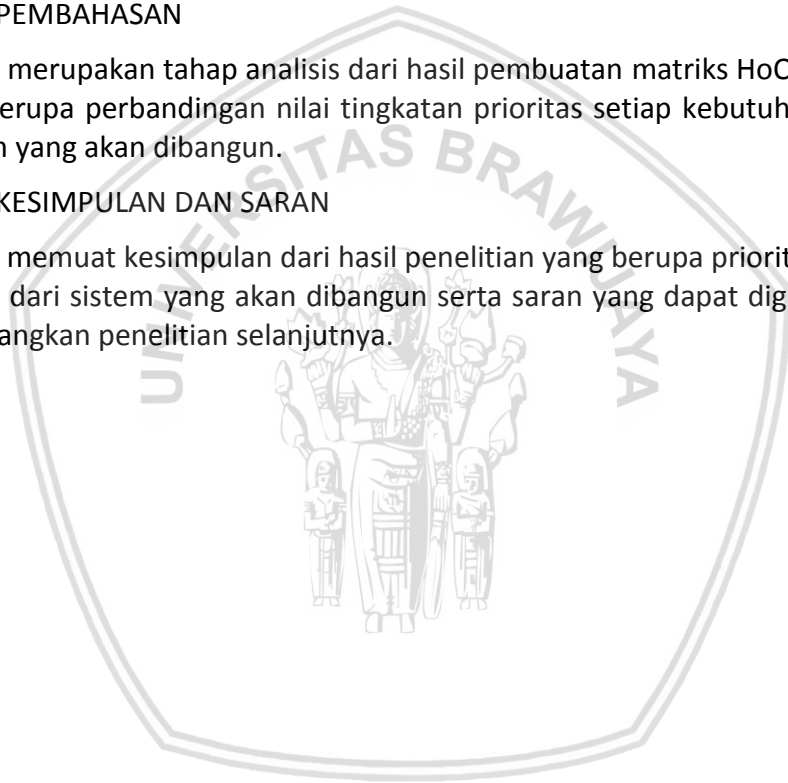 PEMBAHASAN
merupakan tahap analisis dari hasil pembuatan matriks
erupa perbandingan nilai tingkatan prioritas setiap kebutuh
yang akan dibangun.
KESIMPULAN DAN SARAN
memuat kesimpulan dari hasil penelitian yang berupa priorit
dari sistem yang akan dibangun serta saran yang dapat dig
angkan penelitian selanjutnya.
UNIVERSITAS BRAWIJAYA